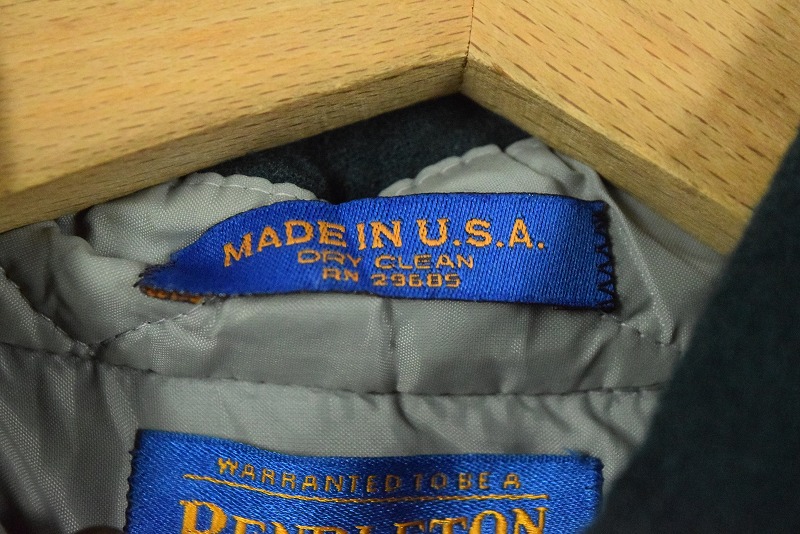 MADE IN U.S.A.
DRY CLEAN
RN 29685
WARRANTED TO BE A
PENDLETON